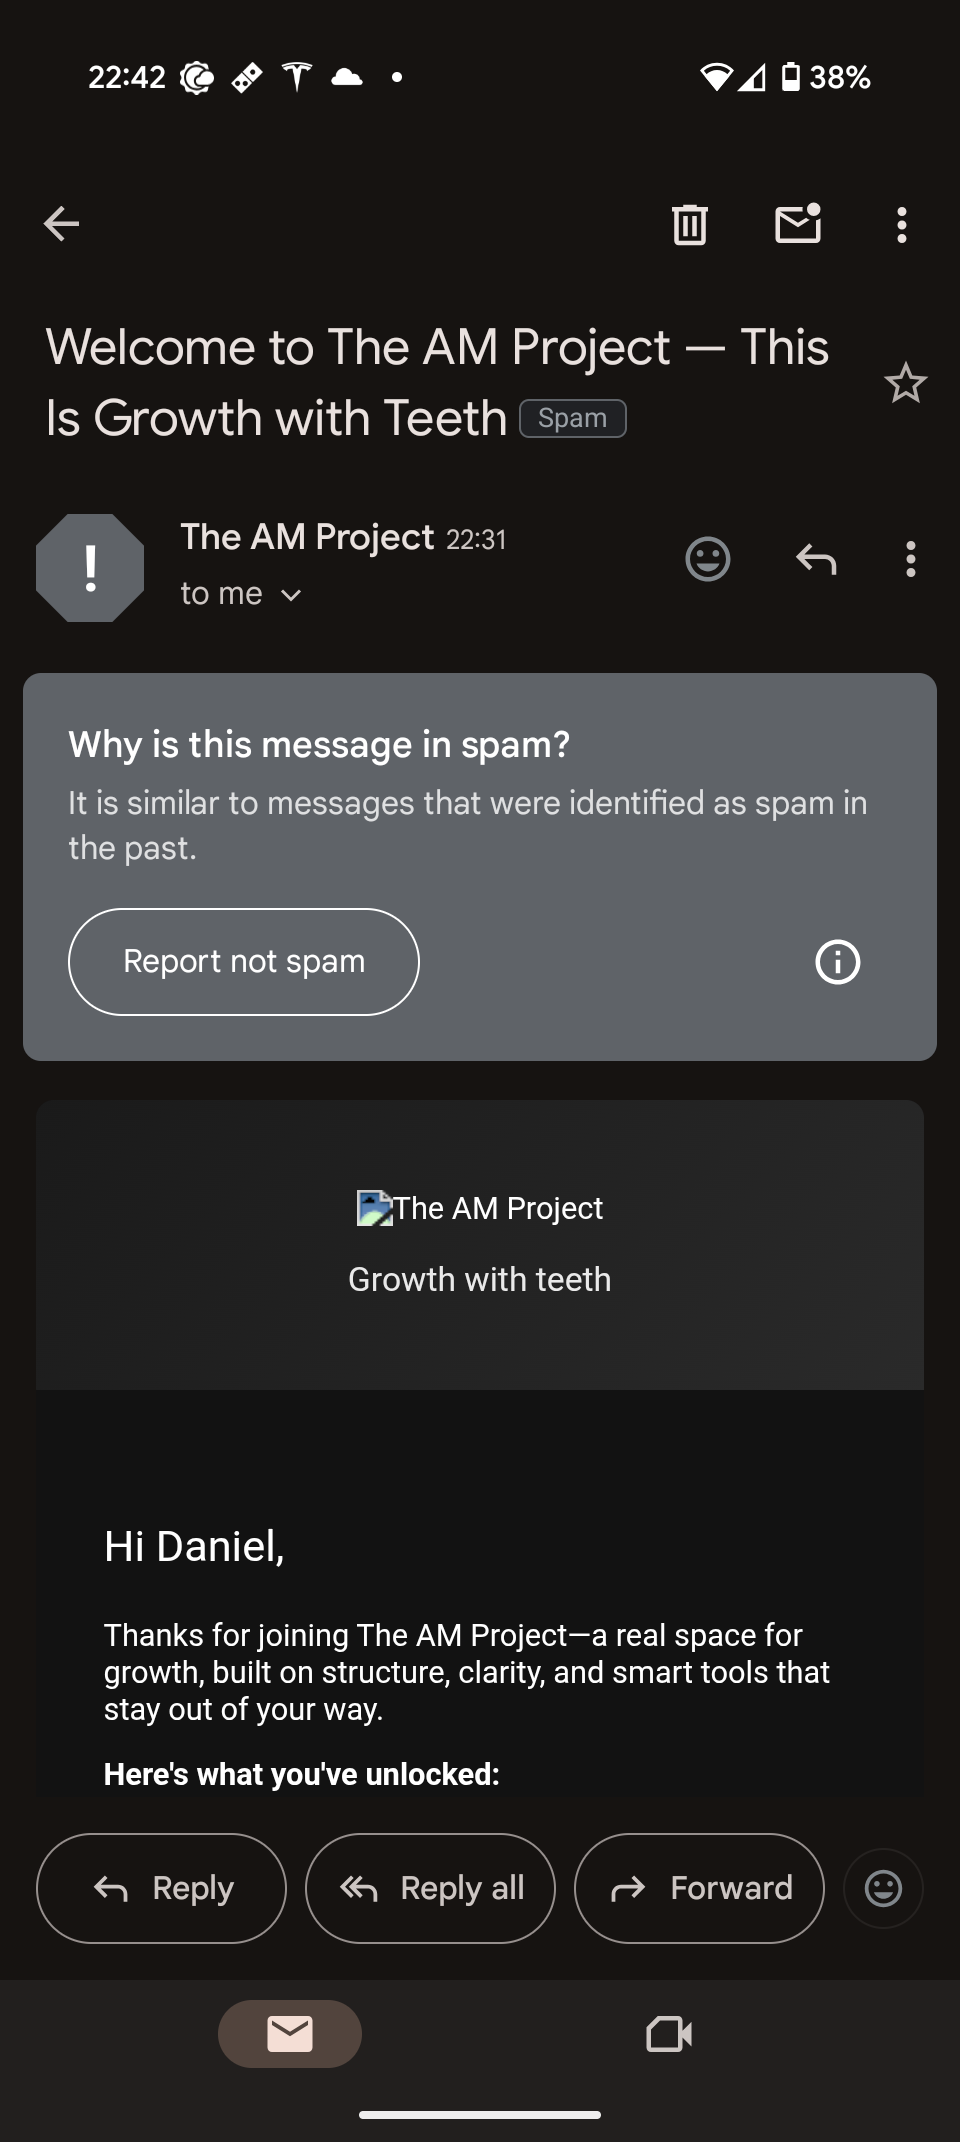 22:42
38%
Welcome to The AM Project — This
Is Growth with Teeth Spam
The AM Project 22:31
to me
Why is this message in spam?
It is similar to messages that were identified as spam in
the past.
Report not spam
The AM Project
Growth with teeth
Hi Daniel,
Thanks for joining The AM Project—a real space for
growth, built on structure, clarity, and smart tools that
stay out of your way.
Here's what you've unlocked:
Reply
Reply all
Forward